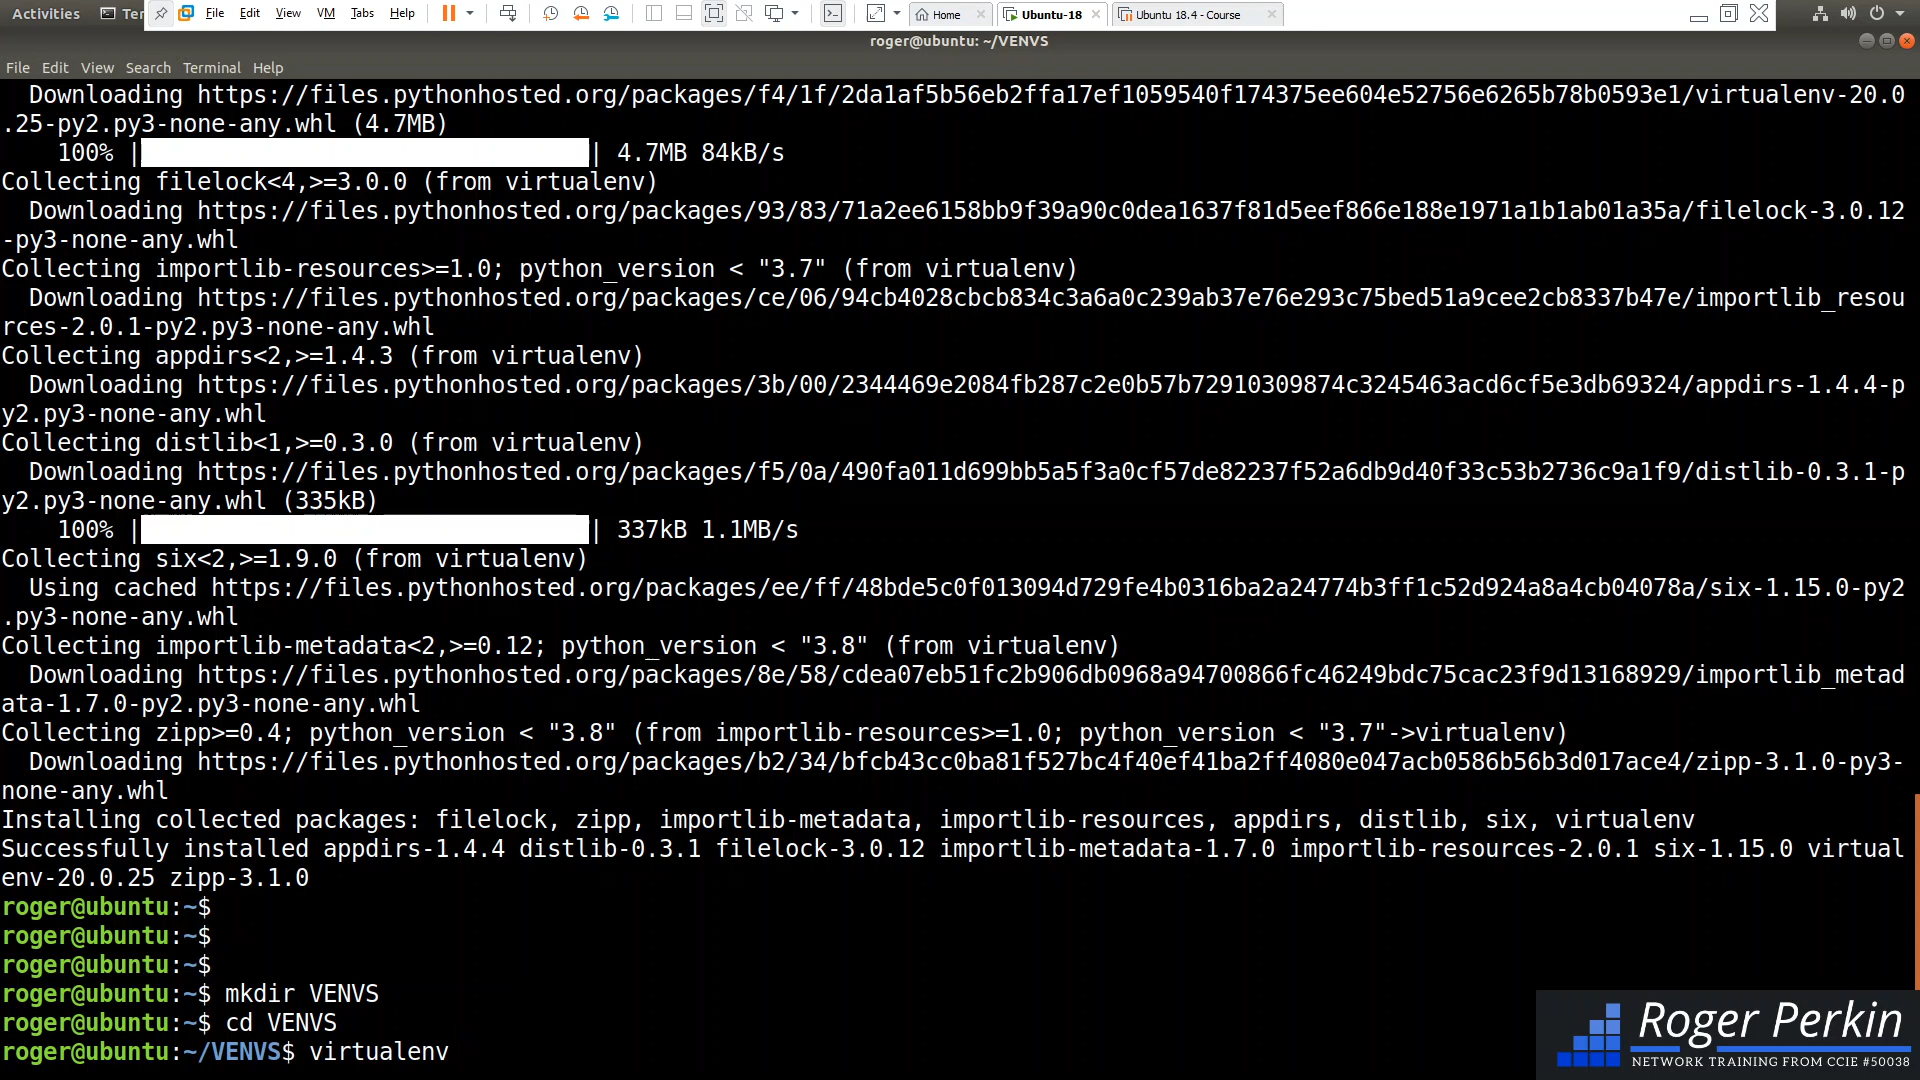 Activities Ter File Edit View VM Tabs Help Home Ubuntu-18 Ubuntu 18.4 - Course
roger@ubuntu: ~/VENVS
File Edit View Search Terminal Help
  Downloading https://files.pythonhosted.org/packages/f4/1f/2da1af5b56eb2ffa17ef1059540f174375ee604e52756e6265b78b0593e1/virtualenv-20.0
.25-py2.py3-none-any.whl (4.7MB)
    100% |████████████████████████████████| 4.7MB 84kB/s
Collecting filelock<4,>=3.0.0 (from virtualenv)
  Downloading https://files.pythonhosted.org/packages/93/83/71a2ee6158bb9f39a90c0dea1637f81d5eef866e188e1971a1b1ab01a35a/filelock-3.0.12
-py3-none-any.whl
Collecting importlib-resources>=1.0; python_version < "3.7" (from virtualenv)
  Downloading https://files.pythonhosted.org/packages/ce/06/94cb4028cbcb834c3a6a0c239ab37e76e293c75bed51a9cee2cb8337b47e/importlib_resou
rces-2.0.1-py2.py3-none-any.whl
Collecting appdirs<2,>=1.4.3 (from virtualenv)
  Downloading https://files.pythonhosted.org/packages/3b/00/2344469e2084fb287c2e0b57b72910309874c3245463acd6cf5e3db69324/appdirs-1.4.4-p
y2.py3-none-any.whl
Collecting distlib<1,>=0.3.0 (from virtualenv)
  Downloading https://files.pythonhosted.org/packages/f5/0a/490fa011d699bb5a5f3a0cf57de82237f52a6db9d40f33c53b2736c9a1f9/distlib-0.3.1-p
y2.py3-none-any.whl (335kB)
    100% |████████████████████████████████| 337kB 1.1MB/s
Collecting six<2,>=1.9.0 (from virtualenv)
  Using cached https://files.pythonhosted.org/packages/ee/ff/48bde5c0f013094d729fe4b0316ba2a24774b3ff1c52d924a8a4cb04078a/six-1.15.0-py2
.py3-none-any.whl
Collecting importlib-metadata<2,>=0.12; python_version < "3.8" (from virtualenv)
  Downloading https://files.pythonhosted.org/packages/8e/58/cdea07eb51fc2b906db0968a94700866fc46249bdc75cac23f9d13168929/importlib_metad
ata-1.7.0-py2.py3-none-any.whl
Collecting zipp>=0.4; python_version < "3.8" (from importlib-resources>=1.0; python_version < "3.7"->virtualenv)
  Downloading https://files.pythonhosted.org/packages/b2/34/bfcb43cc0ba81f527bc4f40ef41ba2ff4080e047acb0586b56b3d017ace4/zipp-3.1.0-py3-
none-any.whl
Installing collected packages: filelock, zipp, importlib-metadata, importlib-resources, appdirs, distlib, six, virtualenv
Successfully installed appdirs-1.4.4 distlib-0.3.1 filelock-3.0.12 importlib-metadata-1.7.0 importlib-resources-2.0.1 six-1.15.0 virtual
env-20.0.25 zipp-3.1.0
roger@ubuntu:~$
roger@ubuntu:~$
roger@ubuntu:~$
roger@ubuntu:~$ mkdir VENVS
roger@ubuntu:~$ cd VENVS
roger@ubuntu:~/VENVS$ virtualenv
Roger Perkin
NETWORK TRAINING FROM CCIE #50038